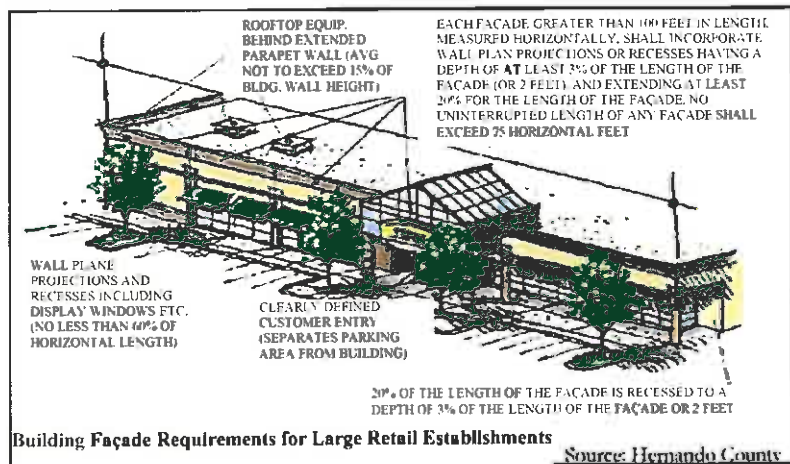 ROOFTOP EQUIP.
BEHIND EXTENDED
PARAPET WALL (AVG
NOT TO EXCEED 15% OF
BLDG. WALL HEIGHT)
EACH FAÇADE GREATER THAN 100 FEET IN LENGTH,
MEASURED HORIZONTALLY, SHALL INCORPORATE
WALL PLAN PROJECTIONS OR RECESSES HAVING A
DEPTH OF AT LEAST 3% OF THE LENGTH OF THE
FAÇADE (OR 2 FEET), AND EXTENDING AT LEAST
20% FOR THE LENGTH OF THE FAÇADE. NO
UNINTERRUPTED LENGTH OF ANY FAÇADE SHALL
EXCEED 75 HORIZONTAL FEET
WALL PLANE
PROJECTIONS AND
RECESSES INCLUDING
DISPLAY WINDOWS ETC.
(NO LESS THAN 60% OF
HORIZONTAL LENGTH)
CLEARLY DEFINED
CUSTOMER ENTRY
(SEPARATES PARKING
AREA FROM BUILDING)
20% OF THE LENGTH OF THE FAÇADE IS RECESSED TO A
DEPTH OF 3% OF THE LENGTH OF THE FAÇADE OR 2 FEET
Building Façade Requirements for Large Retail Establishments
Source: Hernando County